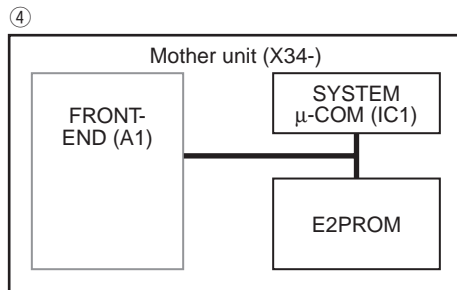 ④
Mother unit (X34-)
FRONT-
END (A1)
SYSTEM
µ-COM (IC1)
E2PROM